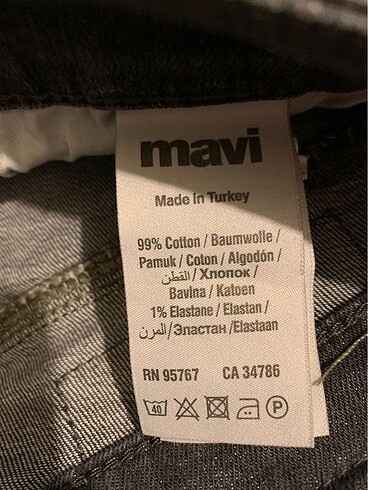 mavi
Made in Turkey
99% Cotton / Baumwolle /
Pamuk / Coton / Algodón /
القطن / Хлопок /
Bavlna / Katoen
1% Elastane / Elastan /
المرن / Эластан /Elastaan
RN 95767 CA 34786
40 P